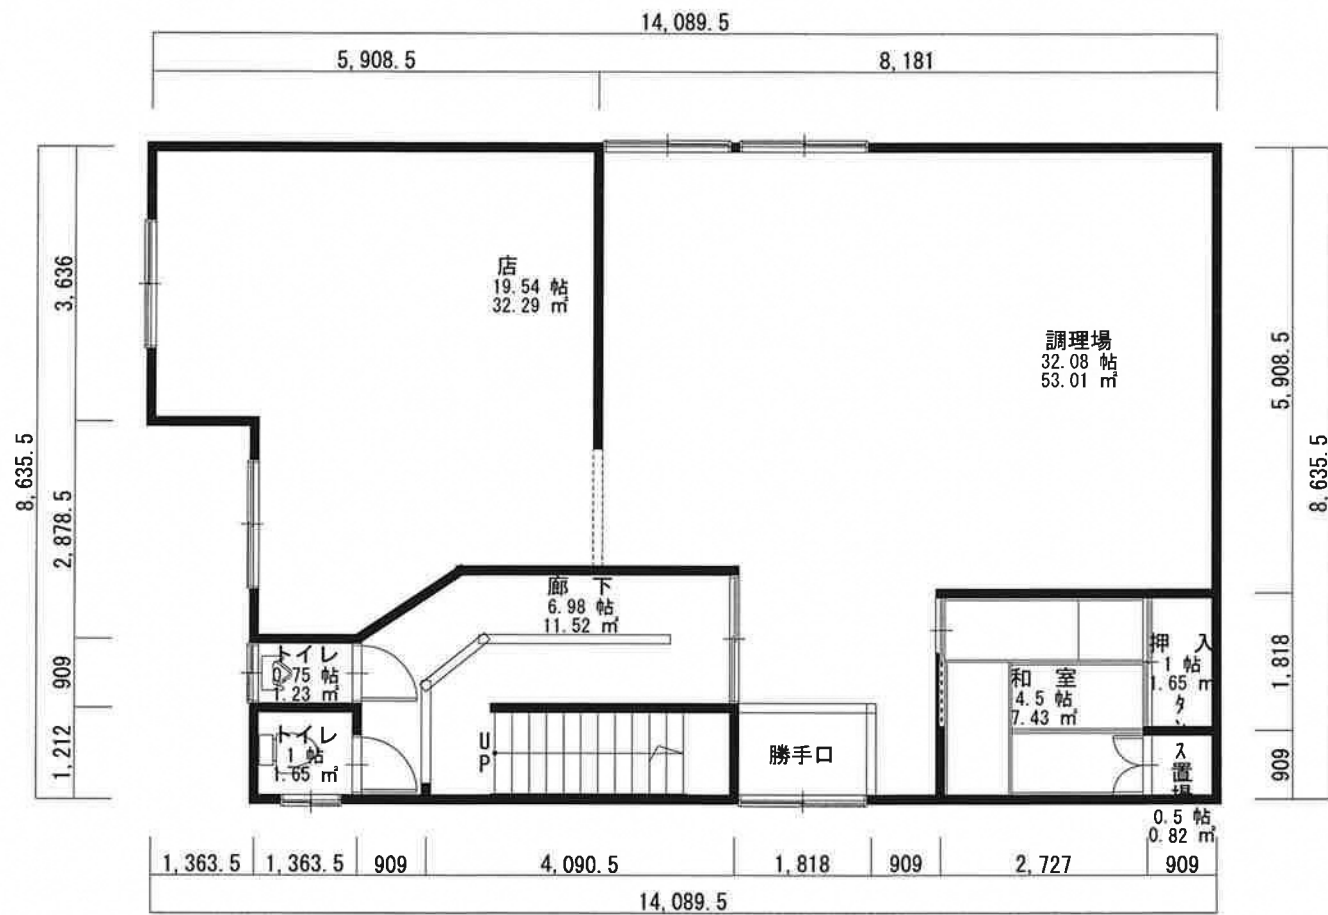 14,089.5
5,908.5
8,181
3,636
2,878.5
909
1,212
8,635.5
店
19.54 帖
32.29 ㎡
調理場
32.08 帖
53.01 ㎡
5,908.5
1,818
909
8,635.5
廊 下
6.98 帖
11.52 ㎡
トイレ
75 帖
1.23 ㎡
トイレ
1 帖
1.65 ㎡
UP
勝手口
和 室
4.5 帖
7.43 ㎡
押 入
1 帖
1.65 ㎡
タン
ス置場
0.5 帖
0.82 ㎡
1,363.5
1,363.5
909
4,090.5
1,818
909
2,727
909
14,089.5